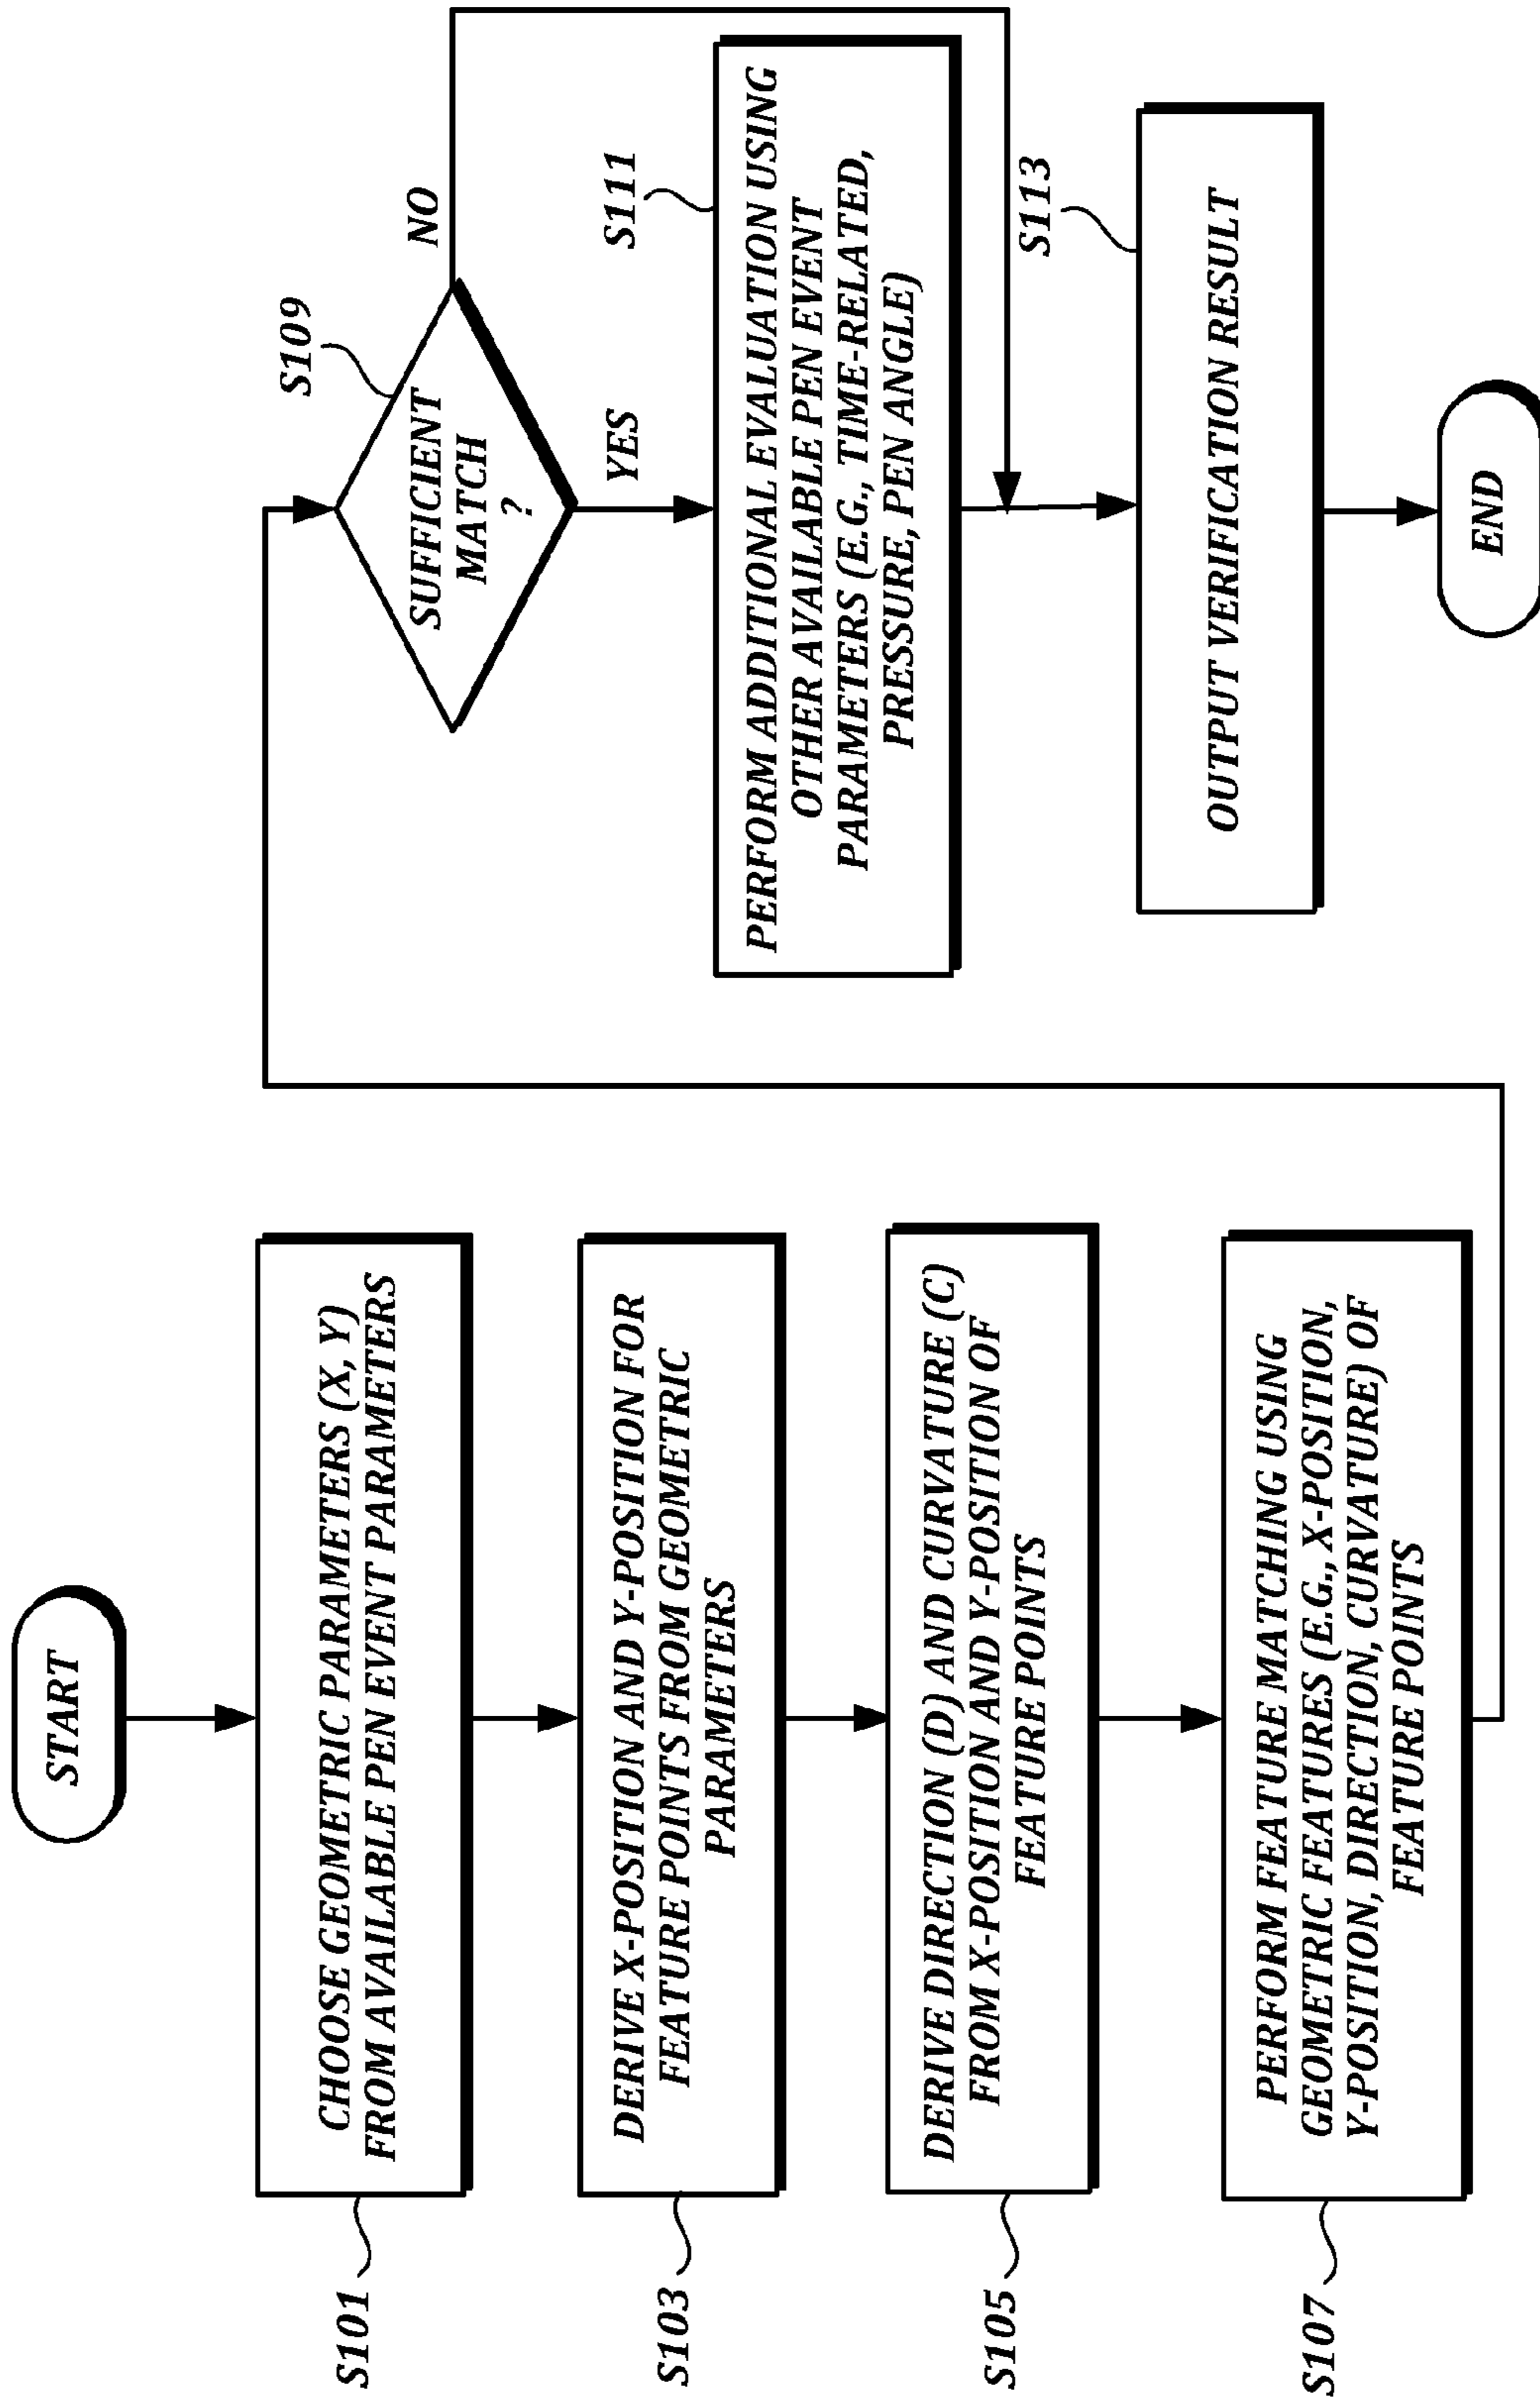 START
S101
CHOOSE GEOMETRIC PARAMETERS (X, Y)
FROM AVAILABLE PEN EVENT PARAMETERS
S103
DERIVE X-POSITION AND Y-POSITION FOR
FEATURE POINTS FROM GEOMETRIC
PARAMETERS
S105
DERIVE DIRECTION (D) AND CURVATURE (C)
FROM X-POSITION AND Y-POSITION OF
FEATURE POINTS
S107
PERFORM FEATURE MATCHING USING
GEOMETRIC FEATURES (E.G., X-POSITION,
Y-POSITION, DIRECTION, CURVATURE) OF
FEATURE POINTS
S109
SUFFICIENT
MATCH
?
NO
YES
S111
PERFORM ADDITIONAL EVALUATION USING
OTHER AVAILABLE PEN EVENT
PARAMETERS (E.G., TIME-RELATED,
PRESSURE, PEN ANGLE)
S113
OUTPUT VERIFICATION RESULT
END